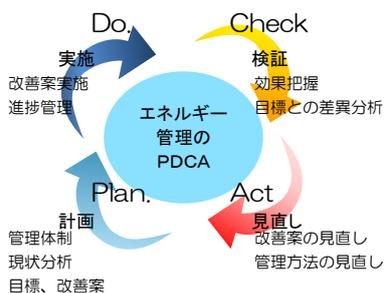 Do.
実施
改善案実施
進捗管理
Check
検証
効果把握
目標との差異分析
エネルギー
管理の
PDCA
Plan.
計画
管理体制
現状分析
目標、改善案
Act
見直し
改善案の見直し
管理方法の見直し